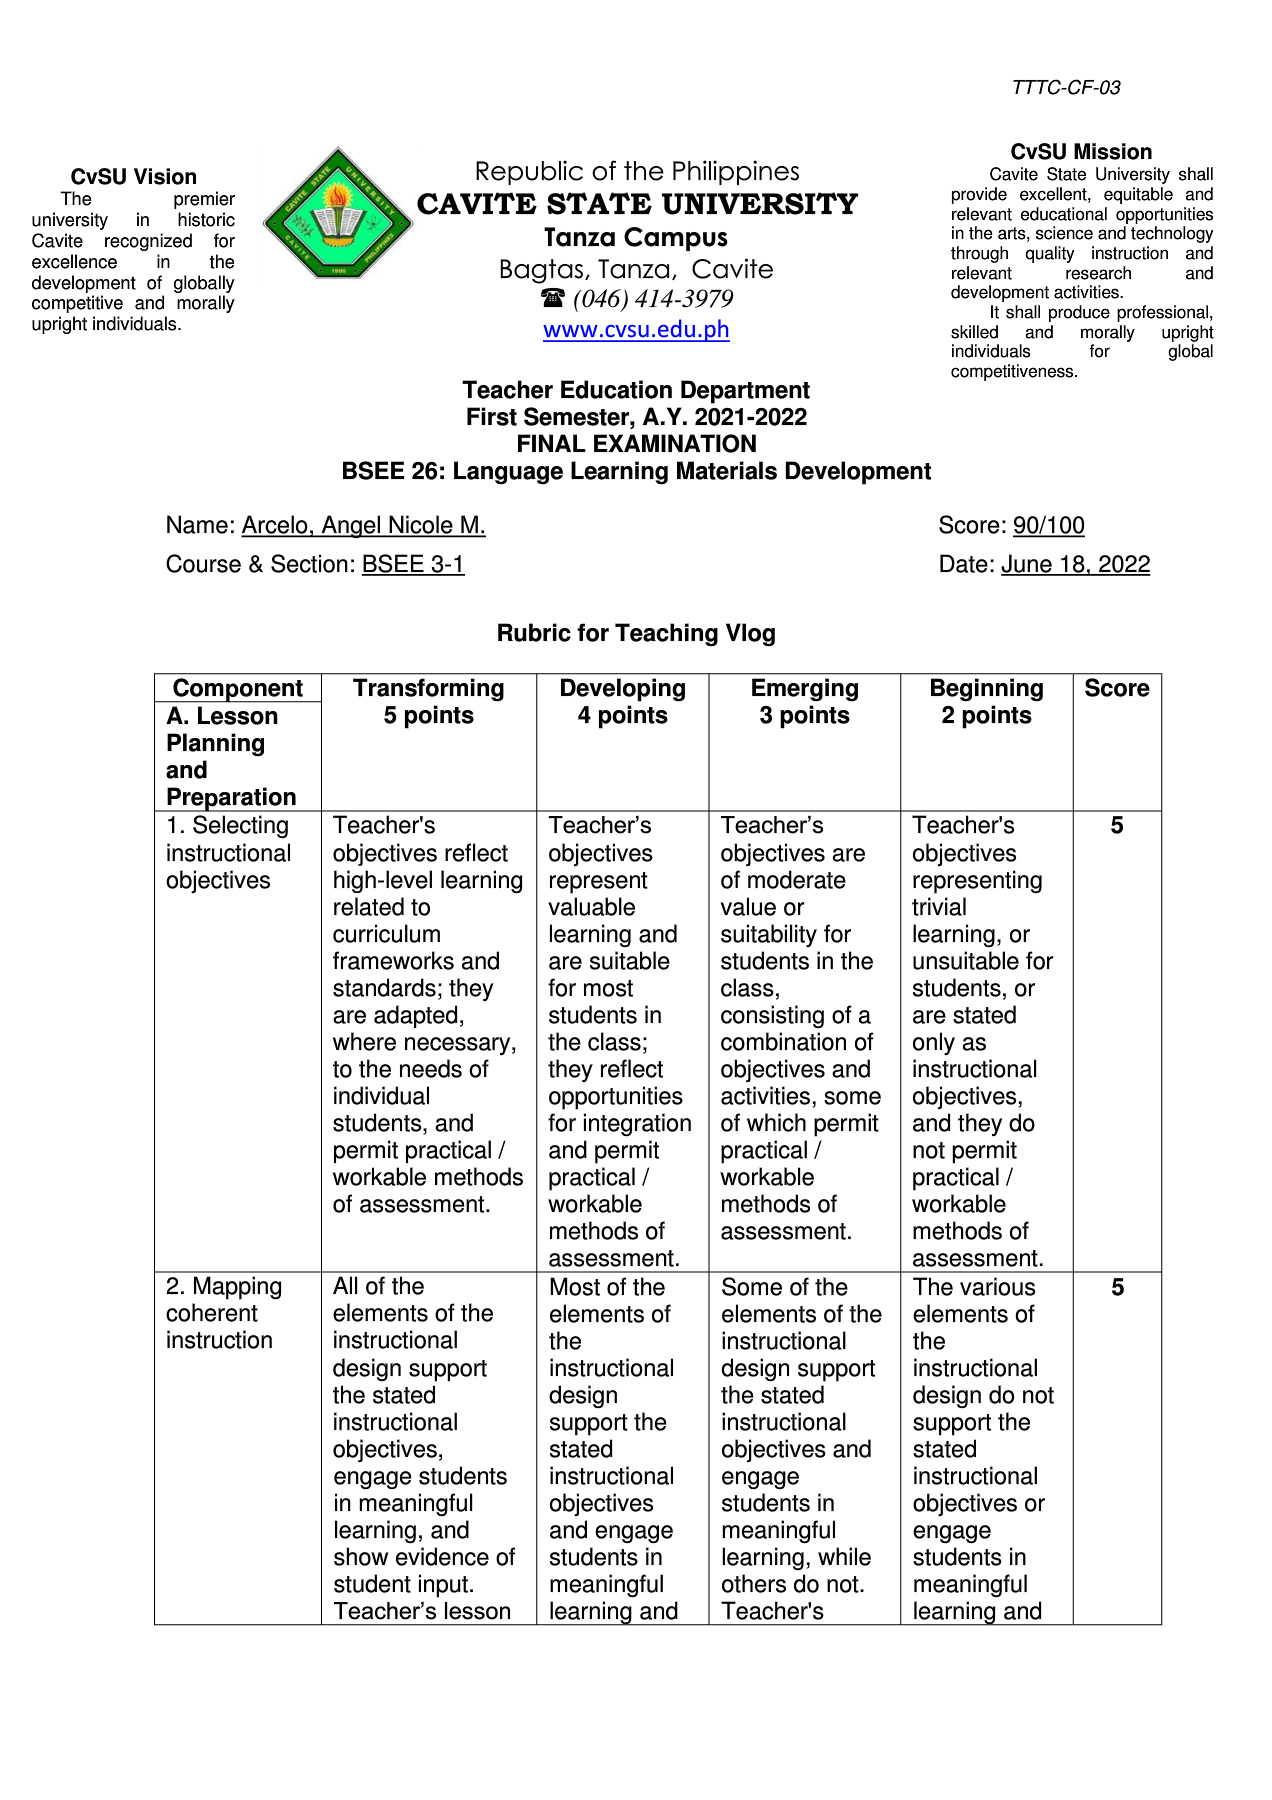 TTTC-CF-03
CvSU Vision
The premier
university in historic
Cavite recognized for
excellence in the
development of globally
competitive and morally
upright individuals.
CAVITE STATE UNIVERSITY
CAVITE
PHILIPPINES
1906
Republic of the Philippines
CAVITE STATE UNIVERSITY
Tanza Campus
Bagtas, Tanza, Cavite
☎ (046) 414-3979
www.cvsu.edu.ph
CvSU Mission
Cavite State University shall
provide excellent, equitable and
relevant educational opportunities
in the arts, science and technology
through quality instruction and
relevant research and
development activities.
It shall produce professional,
skilled and morally upright
individuals for global
competitiveness.
Teacher Education Department
First Semester, A.Y. 2021-2022
FINAL EXAMINATION
BSEE 26: Language Learning Materials Development
Name: Arcelo, Angel Nicole M.
Score: 90/100
Course & Section: BSEE 3-1
Date: June 18, 2022
Rubric for Teaching Vlog
Component
A. Lesson
Planning
and
Preparation
Transforming
5 points
Developing
4 points
Emerging
3 points
Beginning
2 points
Score
1. Selecting
instructional
objectives
Teacher's
objectives reflect
high-level learning
related to
curriculum
frameworks and
standards; they
are adapted,
where necessary,
to the needs of
individual
students, and
permit practical /
workable methods
of assessment.
Teacher’s
objectives
represent
valuable
learning and
are suitable
for most
students in
the class;
they reflect
opportunities
for integration
and permit
practical /
workable
methods of
assessment.
Teacher’s
objectives are
of moderate
value or
suitability for
students in the
class,
consisting of a
combination of
objectives and
activities, some
of which permit
practical /
workable
methods of
assessment.
Teacher's
objectives
representing
trivial
learning, or
unsuitable for
students, or
are stated
only as
instructional
objectives,
and they do
not permit
practical /
workable
methods of
assessment.
5
2. Mapping
coherent
instruction
All of the
elements of the
instructional
design support
the stated
instructional
objectives,
engage students
in meaningful
learning, and
show evidence of
student input.
Teacher’s lesson
Most of the
elements of
the
instructional
design
support the
stated
instructional
objectives
and engage
students in
meaningful
learning and
Some of the
elements of the
instructional
design support
the stated
instructional
objectives and
engage
students in
meaningful
learning, while
others do not.
Teacher's
The various
elements of
the
instructional
design do not
support the
stated
instructional
objectives or
engage
students in
meaningful
learning and
5